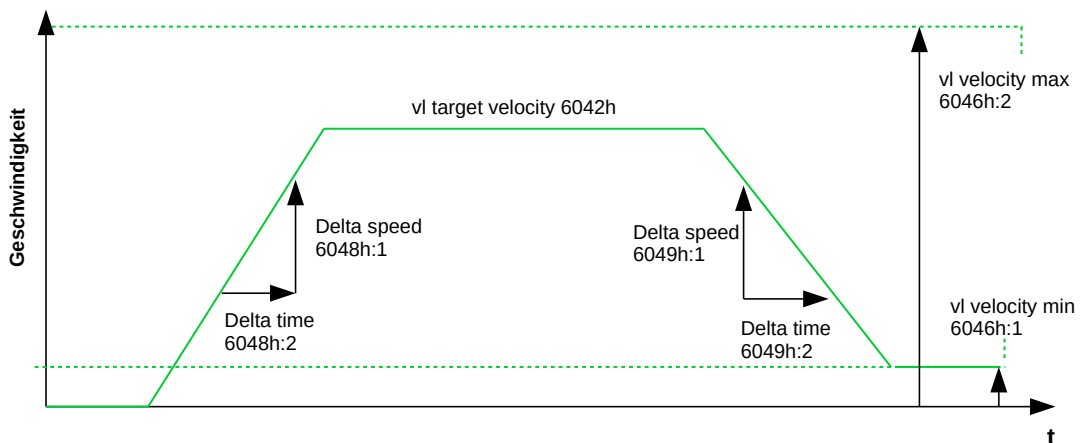 Geschwindigkeit
vl target velocity 6042h
vl velocity max
6046h:2
Delta speed
6048h:1
Delta time
6048h:2
Delta speed
6049h:1
Delta time
6049h:2
vl velocity min
6046h:1
t